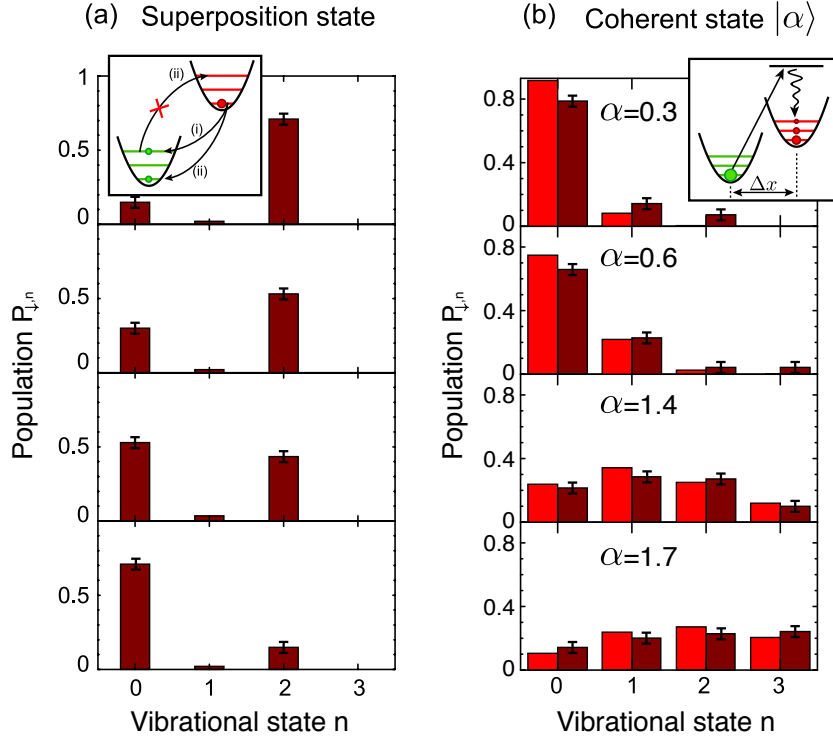 (a) Superposition state
1
0.5
0
0.5
0
0.5
0
0.5
0
0 1 2 3
Vibrational state n
Population P↓,n
(ii)
(i)
(ii)
(b) Coherent state |α⟩
0.8
0.4
0
0.8
0.4
0
0.8
0.4
0
0.8
0.4
0
0 1 2 3
Vibrational state n
Population P↓,n
α=0.3
α=0.6
α=1.4
α=1.7
Δx